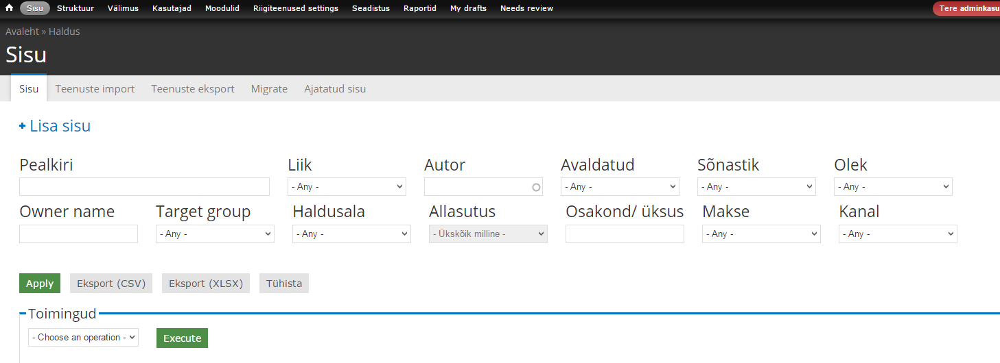 Sisu Struktuur Välimus Kasutajad Moodulid Riigiteenused settings Seadistus Raportid My drafts Needs review Tere adminkasu
Avaleht » Haldus
Sisu
Sisu Teenuste import Teenuste eksport Migrate Ajatatud sisu
+ Lisa sisu
Pealkiri Liik Autor Avaldatud Sõnastik Olek
- Any - - Any - - Any - - Any -
Owner name Target group Haldusala Allasutus Osakond/ üksus Makse Kanal
- Any - - Any - - Ükskõik milline - - Any - - Any -
Apply Eksport (CSV) Eksport (XLSX) Tühista
Toimingud
- Choose an operation - Execute